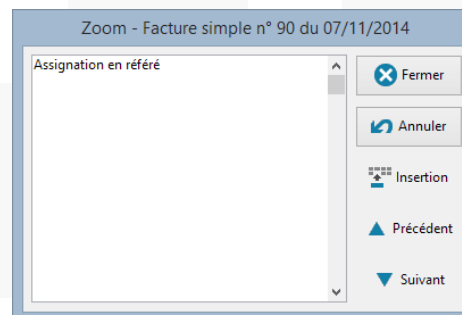 Zoom - Facture simple n° 90 du 07/11/2014
Assignation en référé
Fermer
Annuler
Insertion
Précédent
Suivant